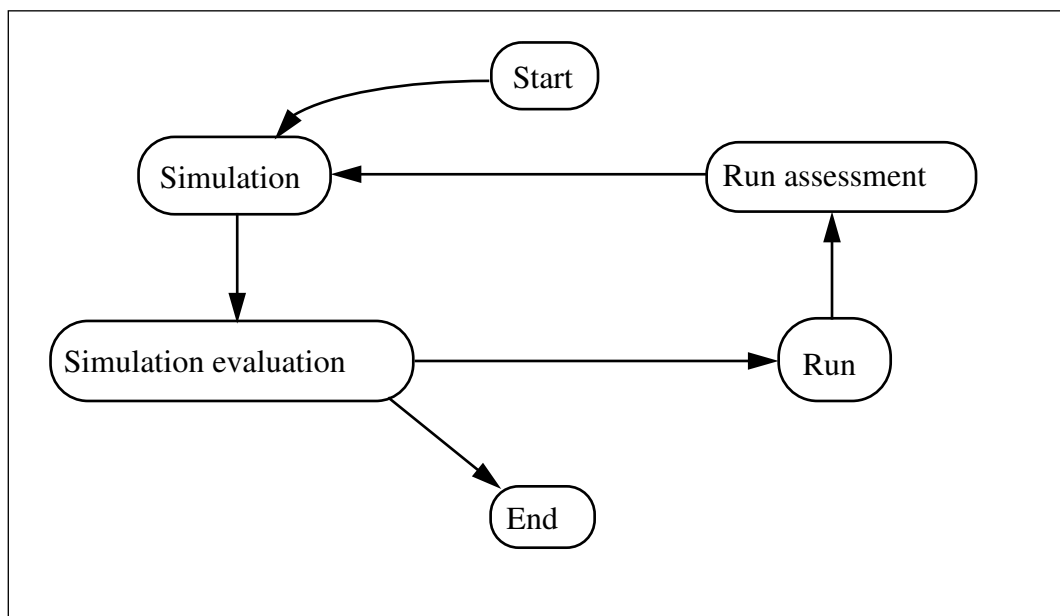 Start
Simulation
Run assessment
Simulation evaluation
Run
End